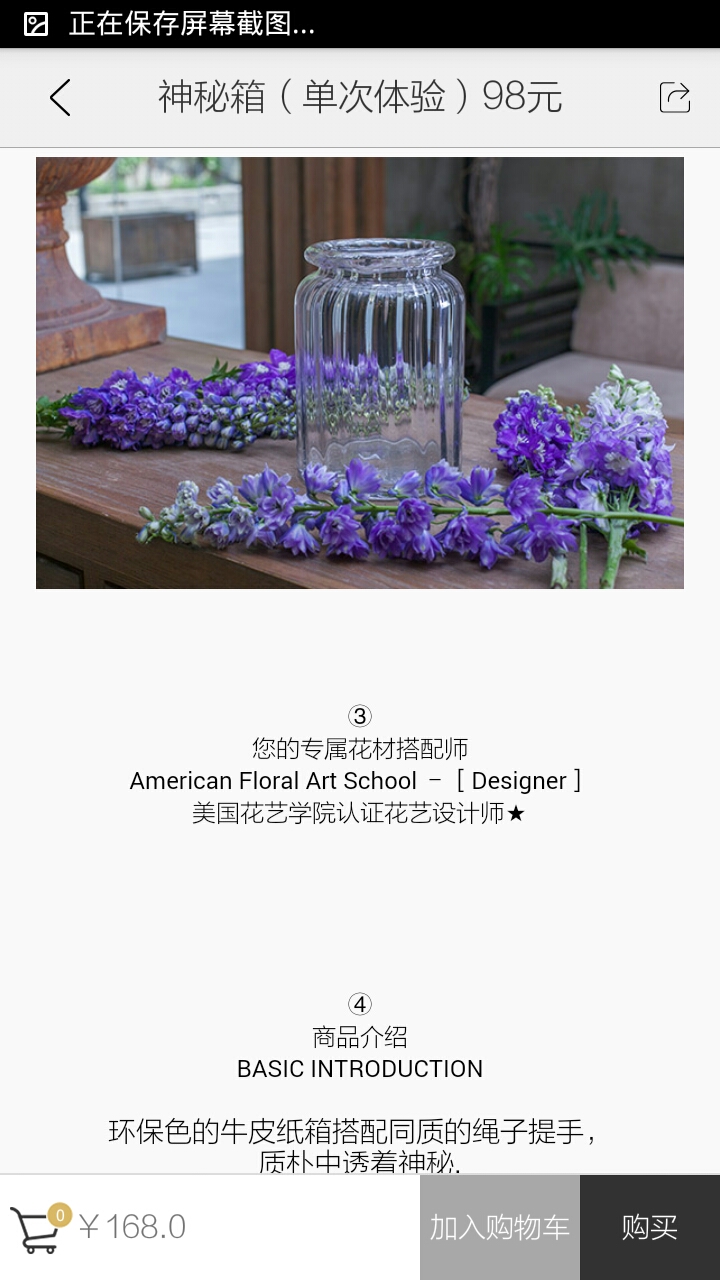 正在保存屏幕截图...
神秘箱（单次体验）98元
③
您的专属花材搭配师
American Floral Art School － [ Designer ]
美国花艺学院认证花艺设计师★
④
商品介绍
BASIC INTRODUCTION
环保色的牛皮纸箱搭配同质的绳子提手，
质朴中透着神秘.
0
￥168.0
加入购物车
购买